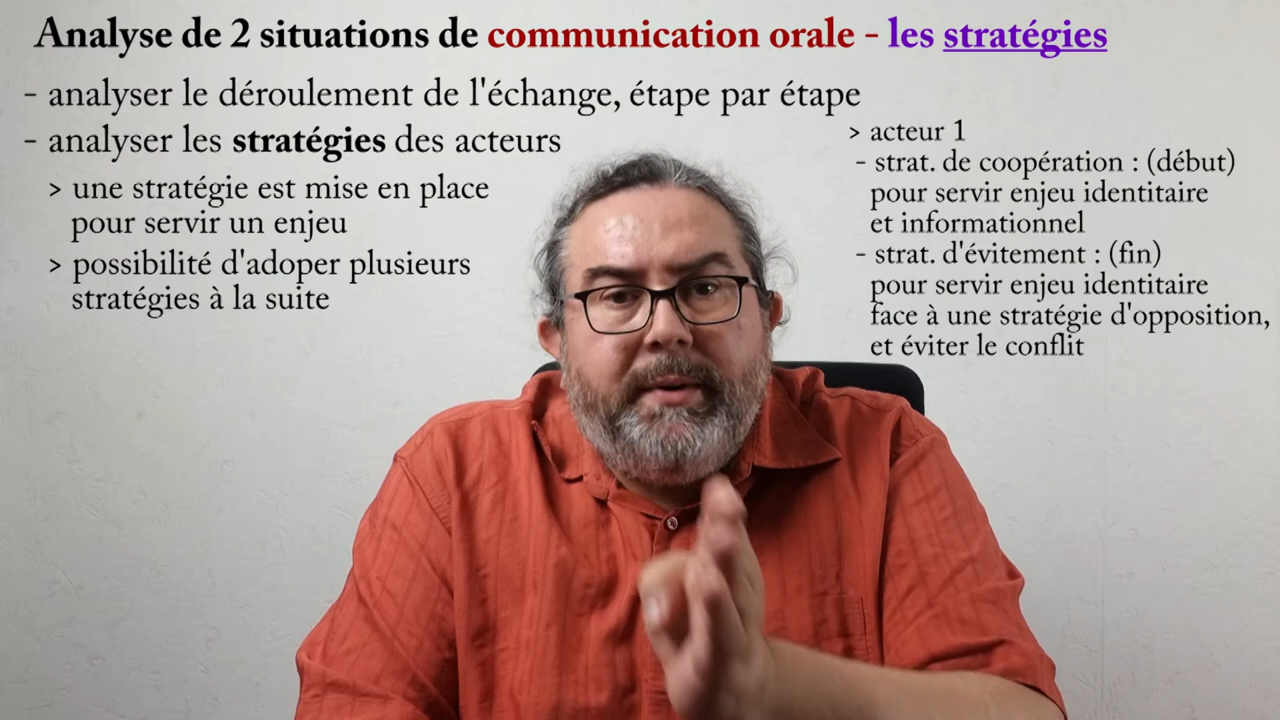 Analyse de 2 situations de communication orale - les stratégies
- analyser le déroulement de l'échange, étape par étape
- analyser les stratégies des acteurs
> une stratégie est mise en place
pour servir un enjeu
> possibilité d'adoper plusieurs
stratégies à la suite
> acteur 1
- strat. de coopération : (début)
pour servir enjeu identitaire
et informationnel
- strat. d'évitement : (fin)
pour servir enjeu identitaire
face à une stratégie d'opposition,
et éviter le conflit